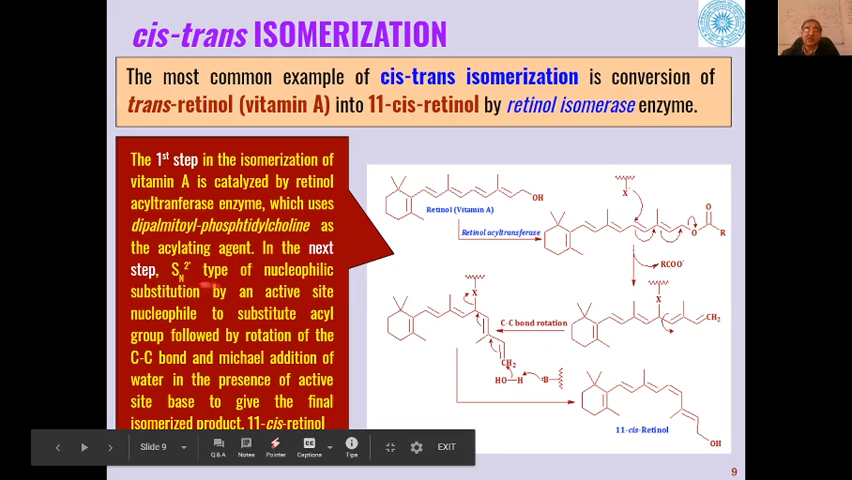 cis-trans ISOMERIZATION
The most common example of cis-trans isomerization is conversion of
trans-retinol (vitamin A) into 11-cis-retinol by retinol isomerase enzyme.
The 1st step in the isomerization of
vitamin A is catalyzed by retinol
acyltranferase enzyme, which uses
dipalmitoyl-phosphtidylcholine as
the acylating agent. In the next
step, SN2' type of nucleophilic
substitution by an active site
nucleophile to substitute acyl
group followed by rotation of the
C-C bond and michael addition of
water in the presence of active
site base to give the final
isomerized product, 11-cis-retinol
OH
Retinol (Vitamin A)
Retinol acyltransferase
X
O
O
R
RCOO
X
CH2
C-C bond rotation
X
CH2
HO—H
:B
11-cis-Retinol
OH
Slide 9
Q&A
Notes
Pointer
Captions
Tips
EXIT
9